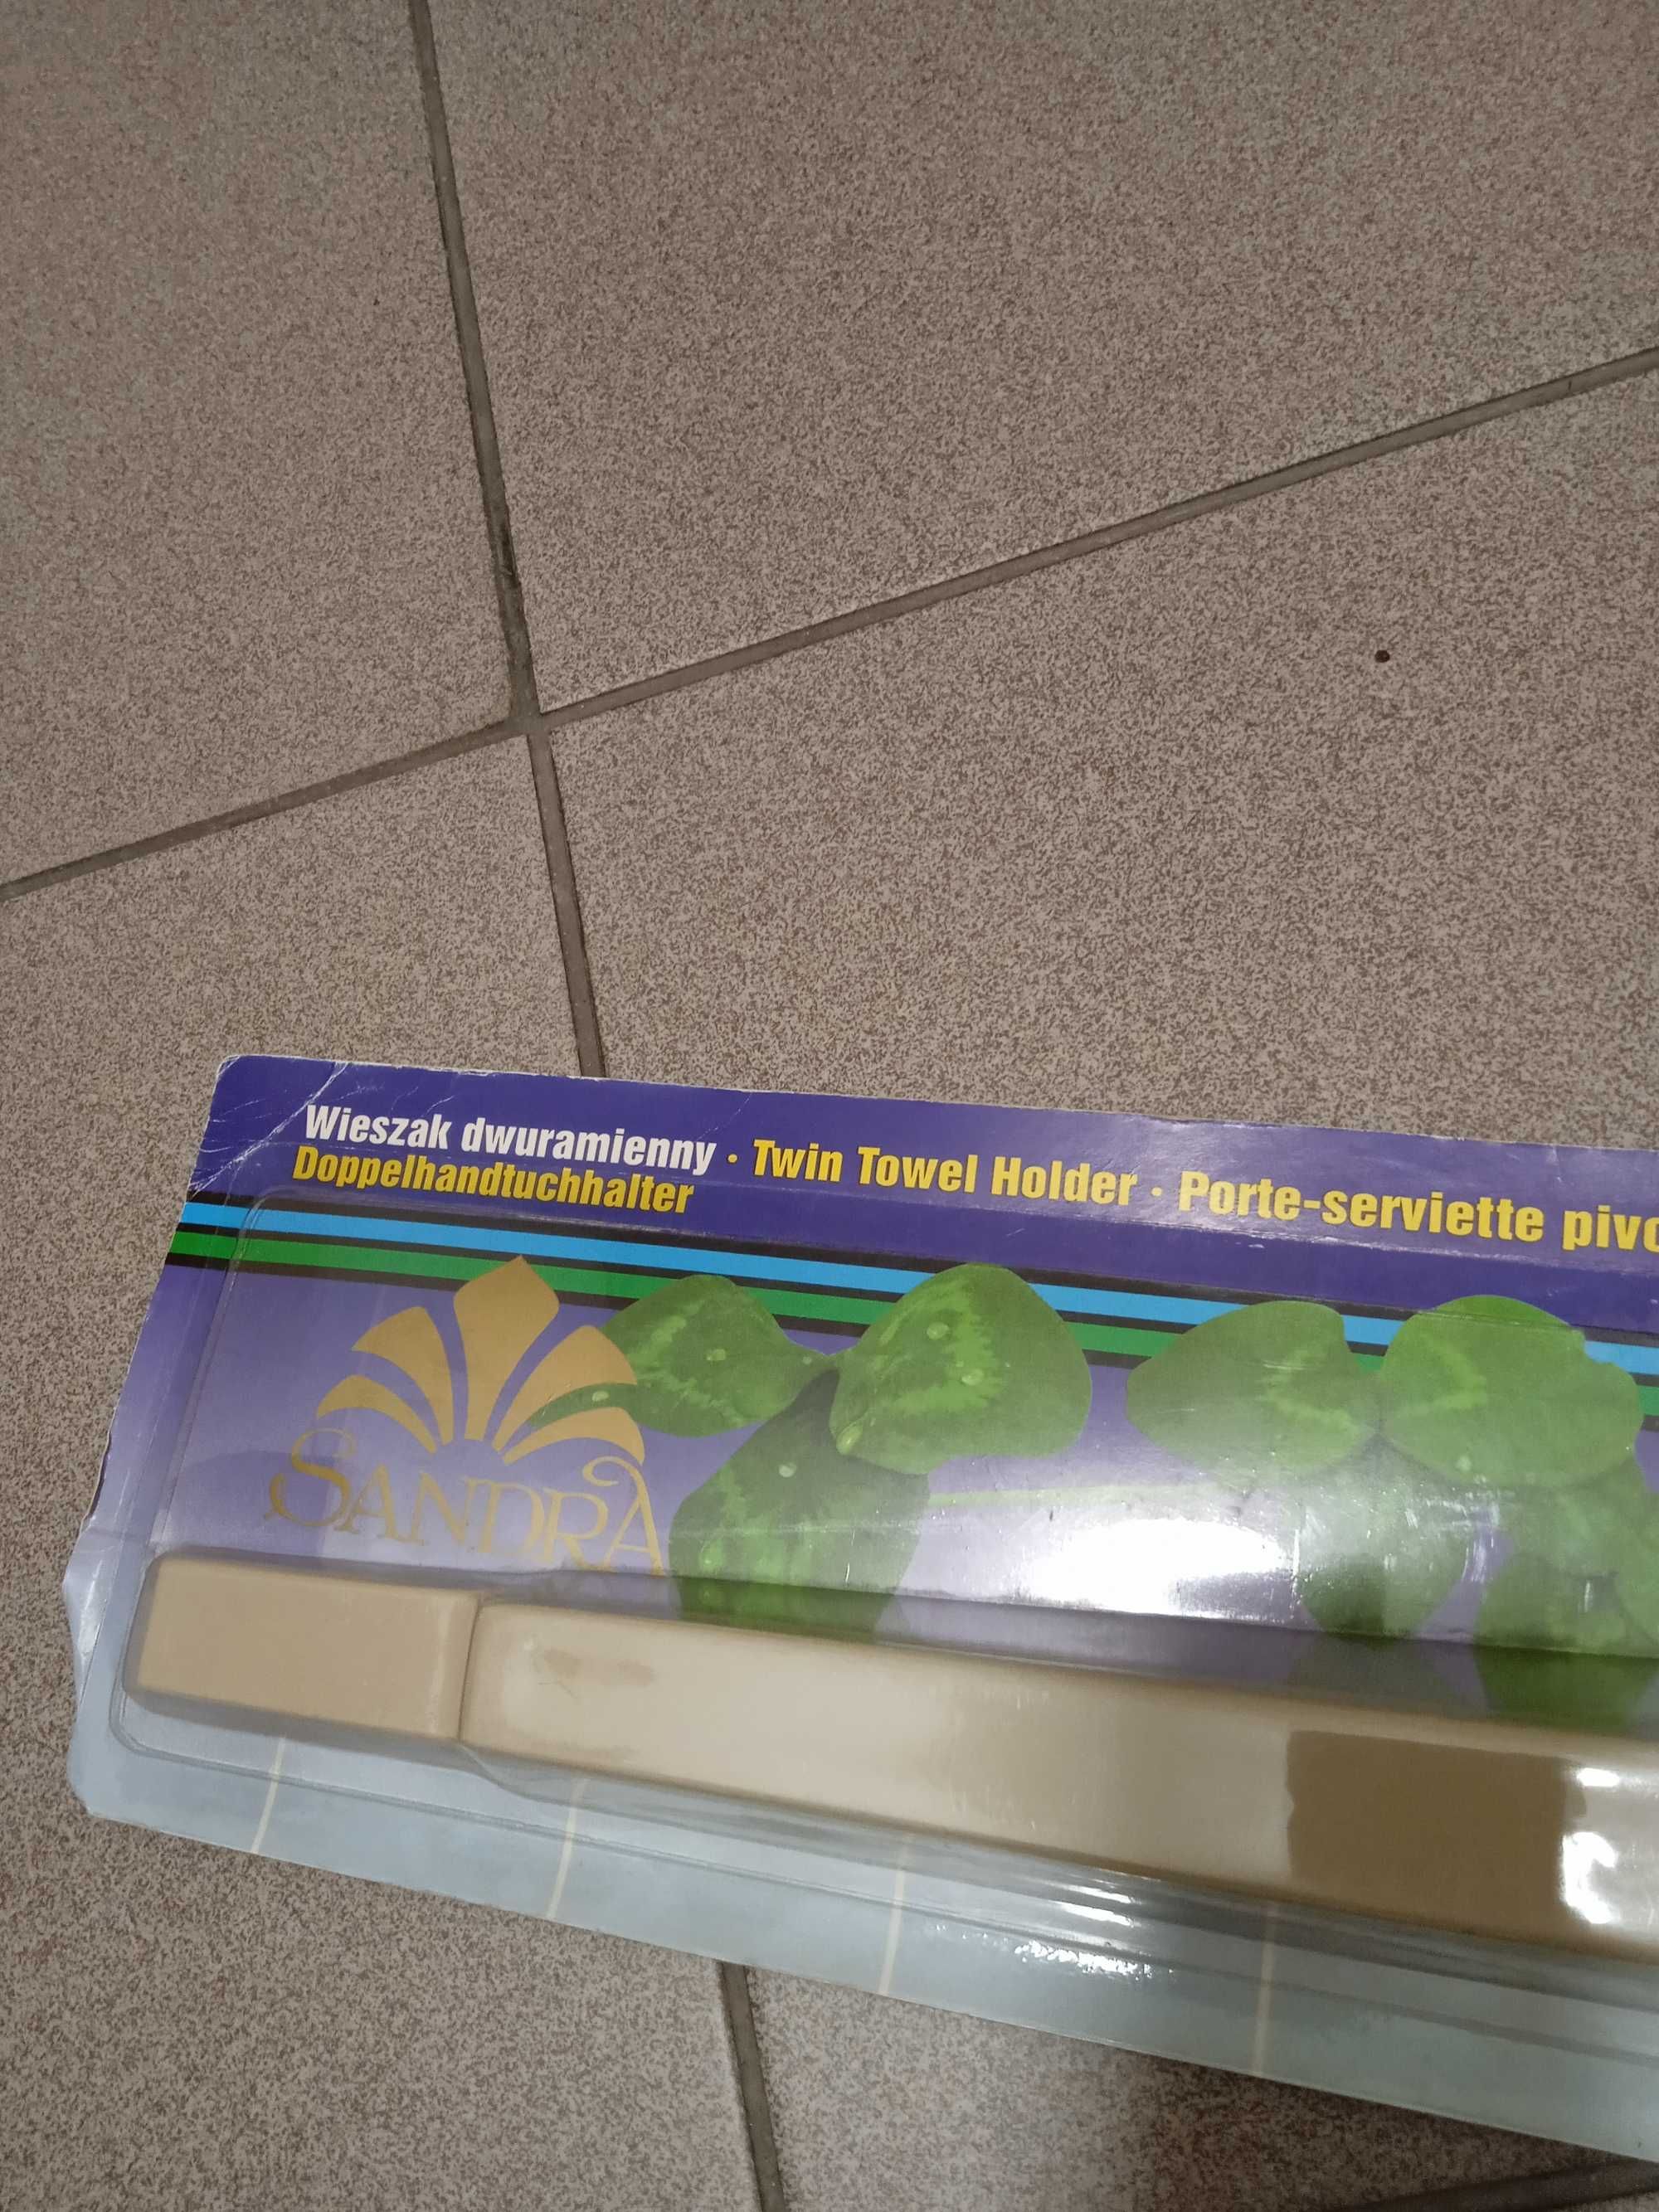 Wieszak dwuramienny · Twin Towel Holder · Porte-serviette
Doppelhandtuchhalter
SANDRA